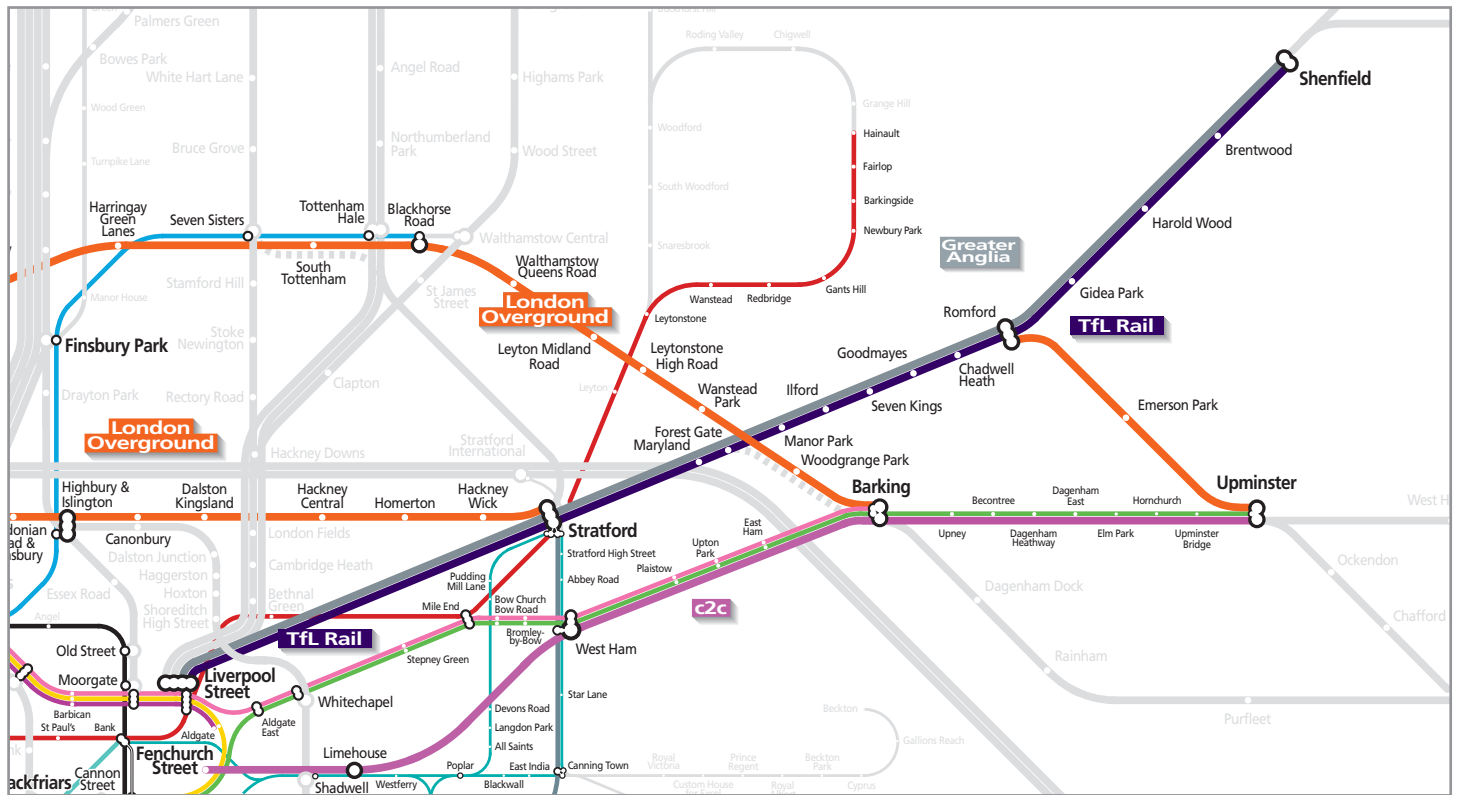 Palmers Green
Bowes Park
White Hart Lane
Angel Road
Highams Park
Roding Valley
Chigwell
Shenfield
Wood Green
Grange Hill
Northumberland
Park
Woodford
Hainault
Brentwood
Turnpike Lane
Bruce Grove
Wood Street
Fairlop
South Woodford
Barkingside
Harringay
Green
Lanes
Seven Sisters
Tottenham
Hale
Blackhorse
Road
Harold Wood
Newbury Park
Walthamstow Central
Snaresbrook
Greater
Anglia
South
Tottenham
Walthamstow
Queens Road
Stamford Hill
St James
Street
Manor House
Wanstead
Redbridge
Gants Hill
Gidea Park
London
Overground
Leytonstone
Romford
TfL Rail
Finsbury Park
Stoke
Newington
Leyton Midland
Road
Leytonstone
High Road
Goodmayes
Chadwell
Heath
Clapton
Leyton
Wanstead
Park
Ilford
Drayton Park
Rectory Road
Seven Kings
Emerson Park
London
Overground
Forest Gate
Maryland
Manor Park
Woodgrange Park
Stratford
International
Hackney Downs
Highbury &
Islington
Dalston
Kingsland
Hackney
Central
Homerton
Hackney
Wick
Barking
Upminster
Becontree
Dagenham
East
Hornchurch
West H
donian
ad &
sbury
Canonbury
London Fields
Stratford
East
Ham
Upney
Dagenham
Heathway
Elm Park
Upminster
Bridge
Dalston Junction
Haggerston
Hoxton
Shoreditch
High Street
Cambridge Heath
Stratford High Street
Upton
Park
Plaistow
Ockendon
Essex Road
Bethnal
Green
Pudding
Mill Lane
Abbey Road
Dagenham Dock
Angel
Mile End
Bow Church
Bow Road
c2c
Chafford
TfL Rail
Bromley-
by-Bow
West Ham
Old Street
Stepney Green
Rainham
Moorgate
Liverpool
Street
Whitechapel
Star Lane
Barbican
Devons Road
Beckton
Purfleet
St Paul's
Bank
Aldgate
Aldgate
East
Langdon Park
Gallions Reach
Fenchurch
Street
Limehouse
All Saints
Royal
Victoria
Prince
Regent
Beckton
Park
ackfriars
Cannon
Street
Shadwell
Westferry
Poplar
East India
Blackwall
Canning Town
Custom House
for Excel
Royal
Albert
Cyprus